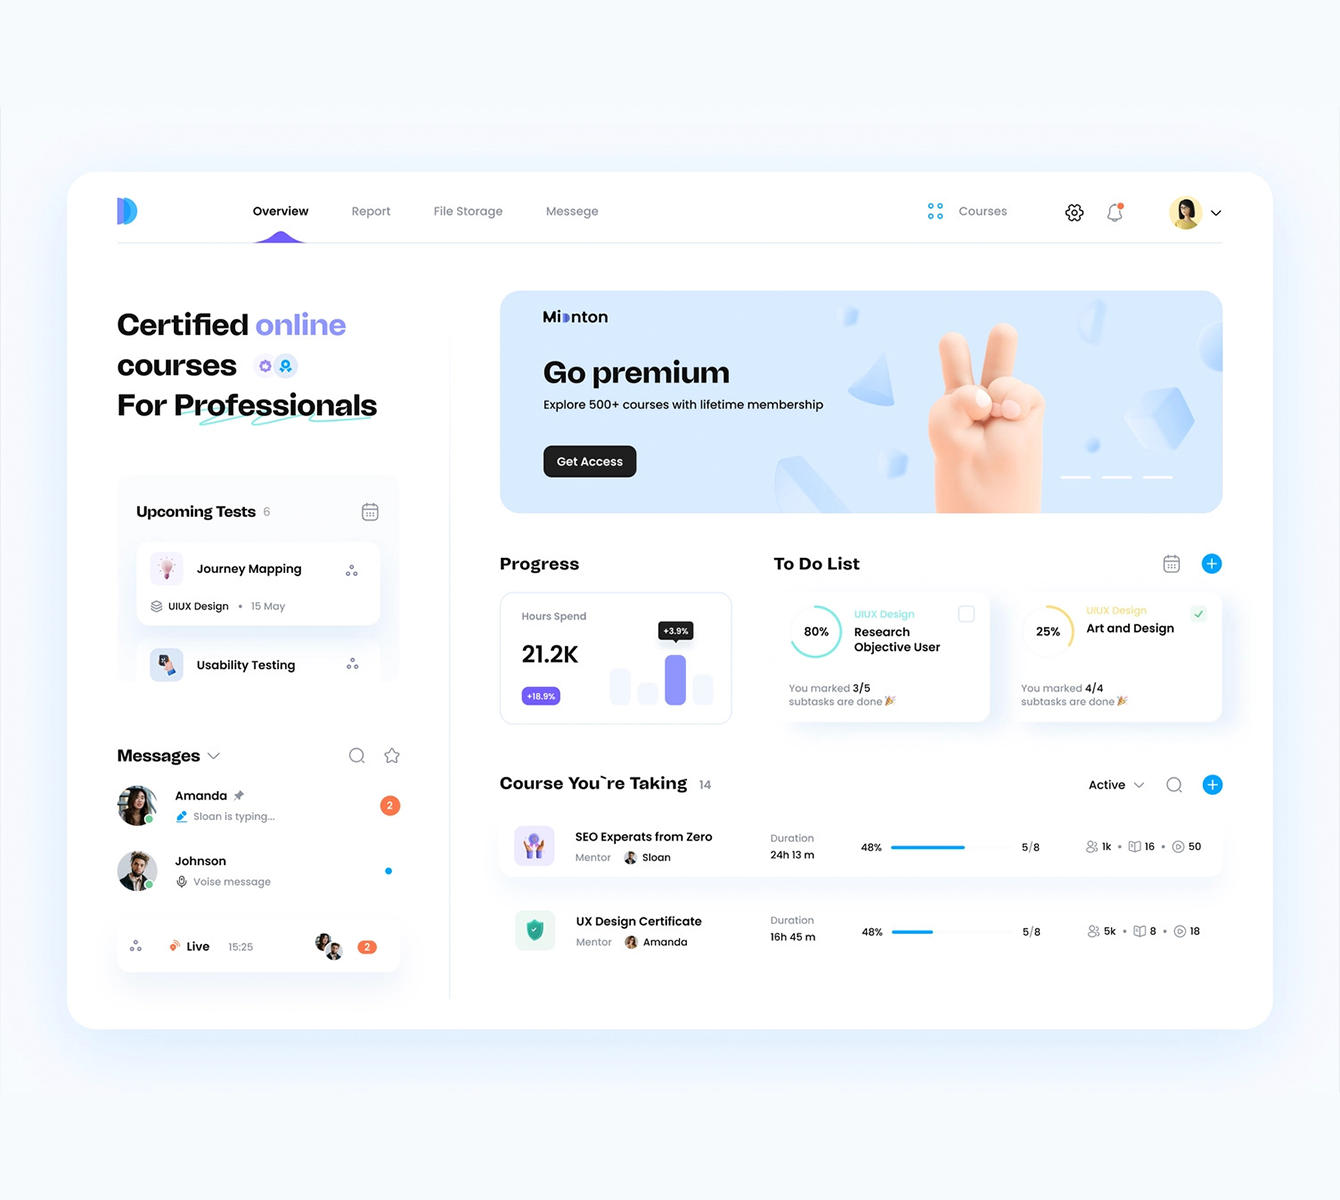 Overview
Report
File Storage
Messege
Courses
Certified online
courses
For Professionals
Upcoming Tests 6
Journey Mapping
UIUX Design • 15 May
Usability Testing
Messages
Amanda
Sloan is typing...
2
Johnson
Voise message
Live 15:25
2
Mi nton
Go premium
Explore 500+ courses with lifetime membership
Get Access
Progress
Hours Spend
21.2K
+18.9%
+3.9%
To Do List
80%
UIUX Design
Research
Objective User
You marked 3/5
subtasks are done
25%
UIUX Design
Art and Design
You marked 4/4
subtasks are done
Course You`re Taking 14
Active
SEO Experats from Zero
Mentor Sloan
Duration
24h 13 m
48%
5/8
1k • 16 • 50
UX Design Certificate
Mentor Amanda
Duration
16h 45 m
48%
5/8
5k • 8 • 18